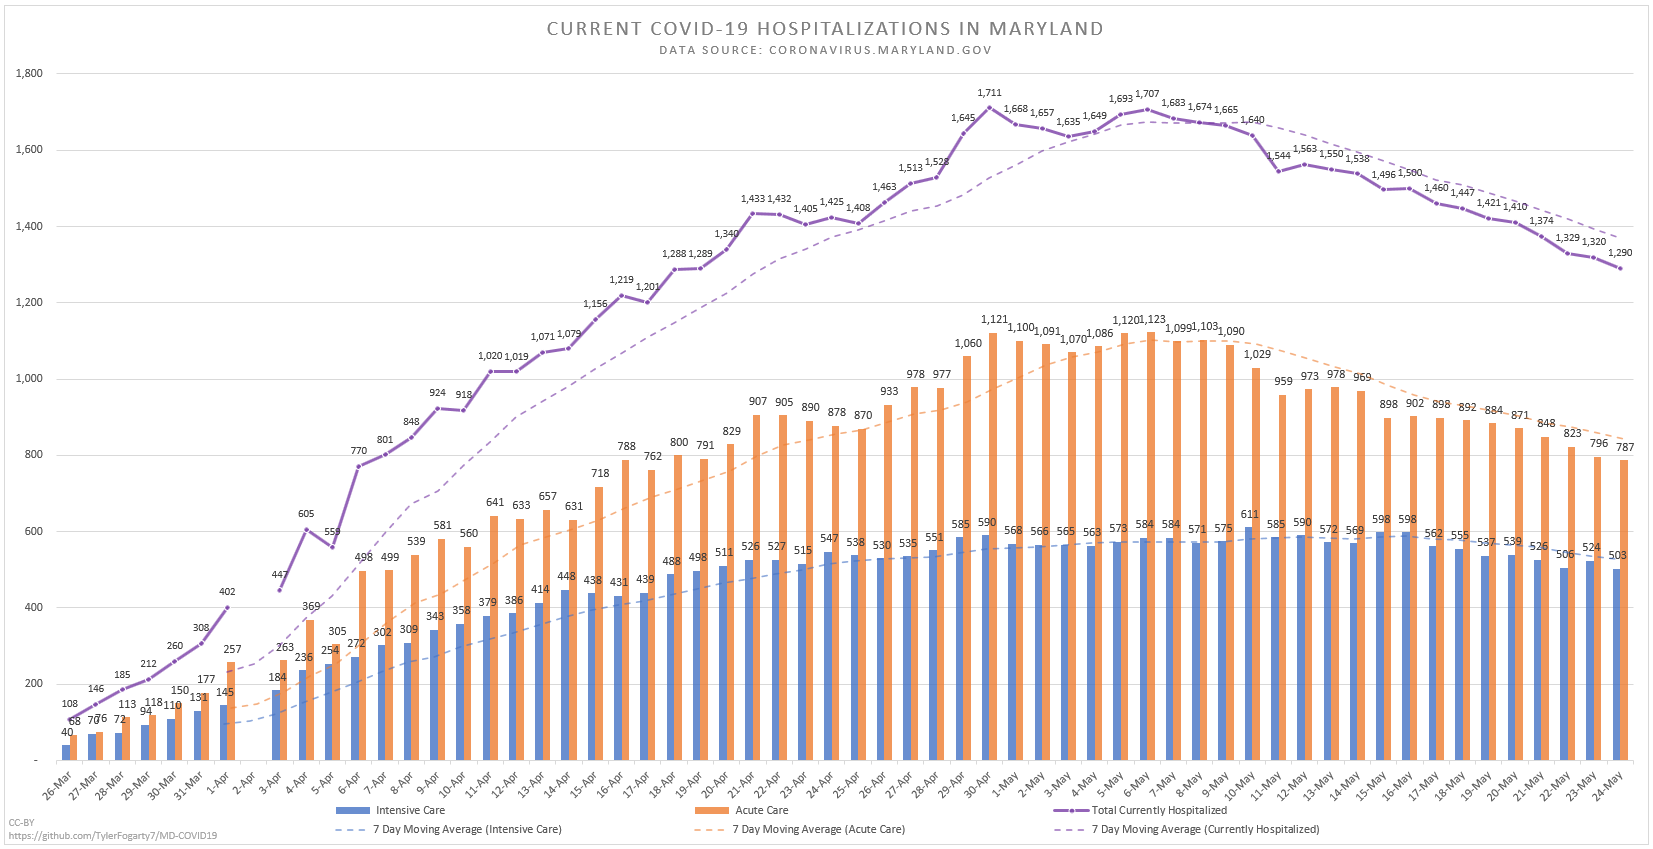 CURRENT COVID-19 HOSPITALIZATIONS IN MARYLAND
DATA SOURCE: CORONAVIRUS.MARYLAND.GOV
1,800
1,600
1,400
1,200
1,000
800
600
400
200
-
108 146 185 212 260 308 402 447 605 559 770 801 848 924 918 1,020 1,019 1,071 1,079 1,156 1,219 1,201 1,288 1,289 1,340 1,433 1,432 1,405 1,425 1,408 1,463 1,513 1,528 1,645 1,711 1,668 1,657 1,635 1,649 1,693 1,707 1,683 1,674 1,665 1,640 1,544 1,563 1,550 1,538 1,496 1,500 1,460 1,447 1,421 1,410 1,374 1,329 1,320 1,290
68 76 113 118 150 177 257 263 369 305 498 499 539 581 560 641 633 657 631 718 788 762 800 791 829 907 905 890 878 870 933 978 977 1,060 1,121 1,100 1,091 1,070 1,086 1,120 1,123 1,099 1,103 1,090 1,029 959 973 978 969 898 902 898 892 884 871 848 823 796 787
40 70 72 94 110 131 145 184 236 254 272 302 309 343 358 379 386 414 448 438 431 439 488 498 511 526 527 515 547 538 530 535 551 585 590 568 566 565 563 573 584 584 571 575 611 585 590 572 569 598 598 562 555 537 539 526 506 524 503
26-Mar 27-Mar 28-Mar 29-Mar 30-Mar 31-Mar 1-Apr 2-Apr 3-Apr 4-Apr 5-Apr 6-Apr 7-Apr 8-Apr 9-Apr 10-Apr 11-Apr 12-Apr 13-Apr 14-Apr 15-Apr 16-Apr 17-Apr 18-Apr 19-Apr 20-Apr 21-Apr 22-Apr 23-Apr 24-Apr 25-Apr 26-Apr 27-Apr 28-Apr 29-Apr 30-Apr 1-May 2-May 3-May 4-May 5-May 6-May 7-May 8-May 9-May 10-May 11-May 12-May 13-May 14-May 15-May 16-May 17-May 18-May 19-May 20-May 21-May 22-May 23-May 24-May
Intensive Care Acute Care Total Currently Hospitalized
7 Day Moving Average (Intensive Care) 7 Day Moving Average (Acute Care) 7 Day Moving Average (Currently Hospitalized)
CC-BY
https://github.com/TylerFogarty7/MD-COVID19